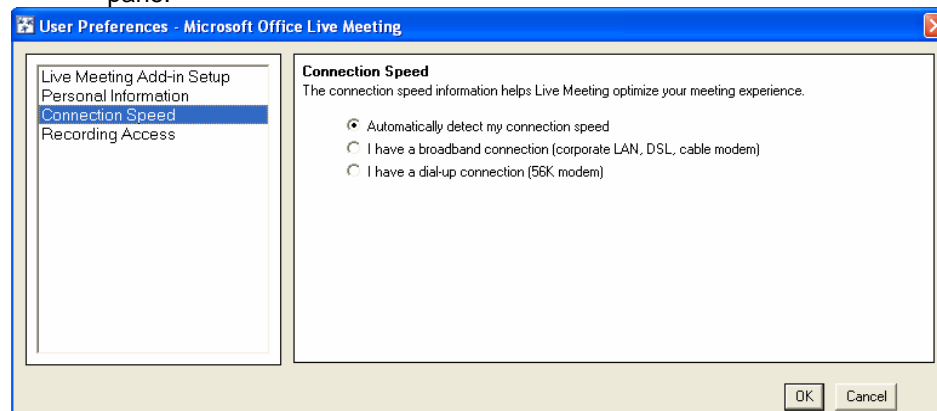 User Preferences - Microsoft Office Live Meeting
Live Meeting Add-in Setup
Personal Information
Connection Speed
Recording Access
Connection Speed
The connection speed information helps Live Meeting optimize your meeting experience.
Automatically detect my connection speed
I have a broadband connection (corporate LAN, DSL, cable modem)
I have a dial-up connection (56K modem)
OK Cancel